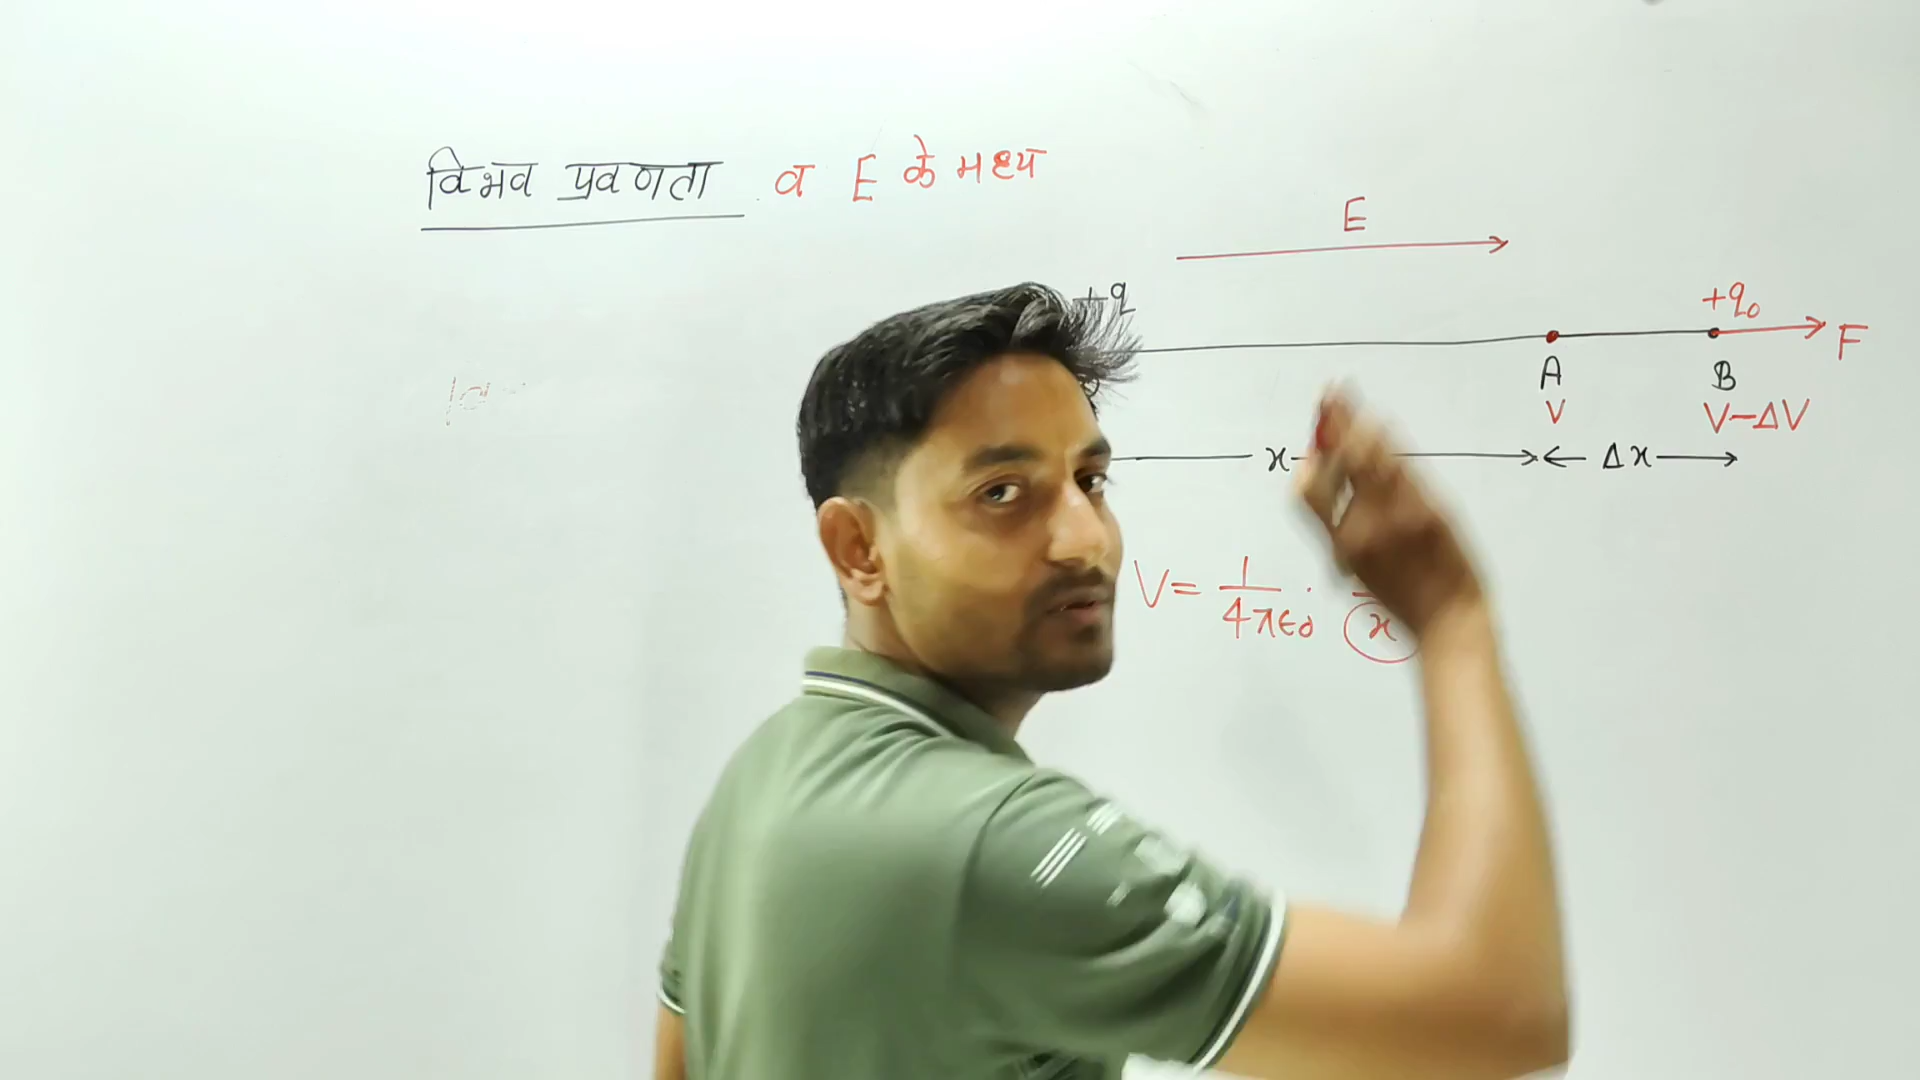 विभव प्रवणता व E के मध्य
E
+q
+q₀
F
A
B
V
V-ΔV
x
Δx
V= 1/4πϵ₀ . /x